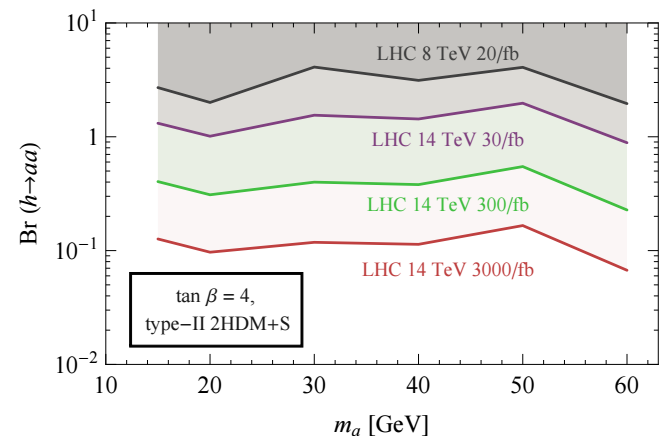 10¹
LHC 8 TeV 20/fb
1
LHC 14 TeV 30/fb
LHC 14 TeV 300/fb
10⁻¹
LHC 14 TeV 3000/fb
tan β = 4,
type−II 2HDM+S
10⁻²
Br (h→aa)
10 20 30 40 50 60
mₐ [GeV]